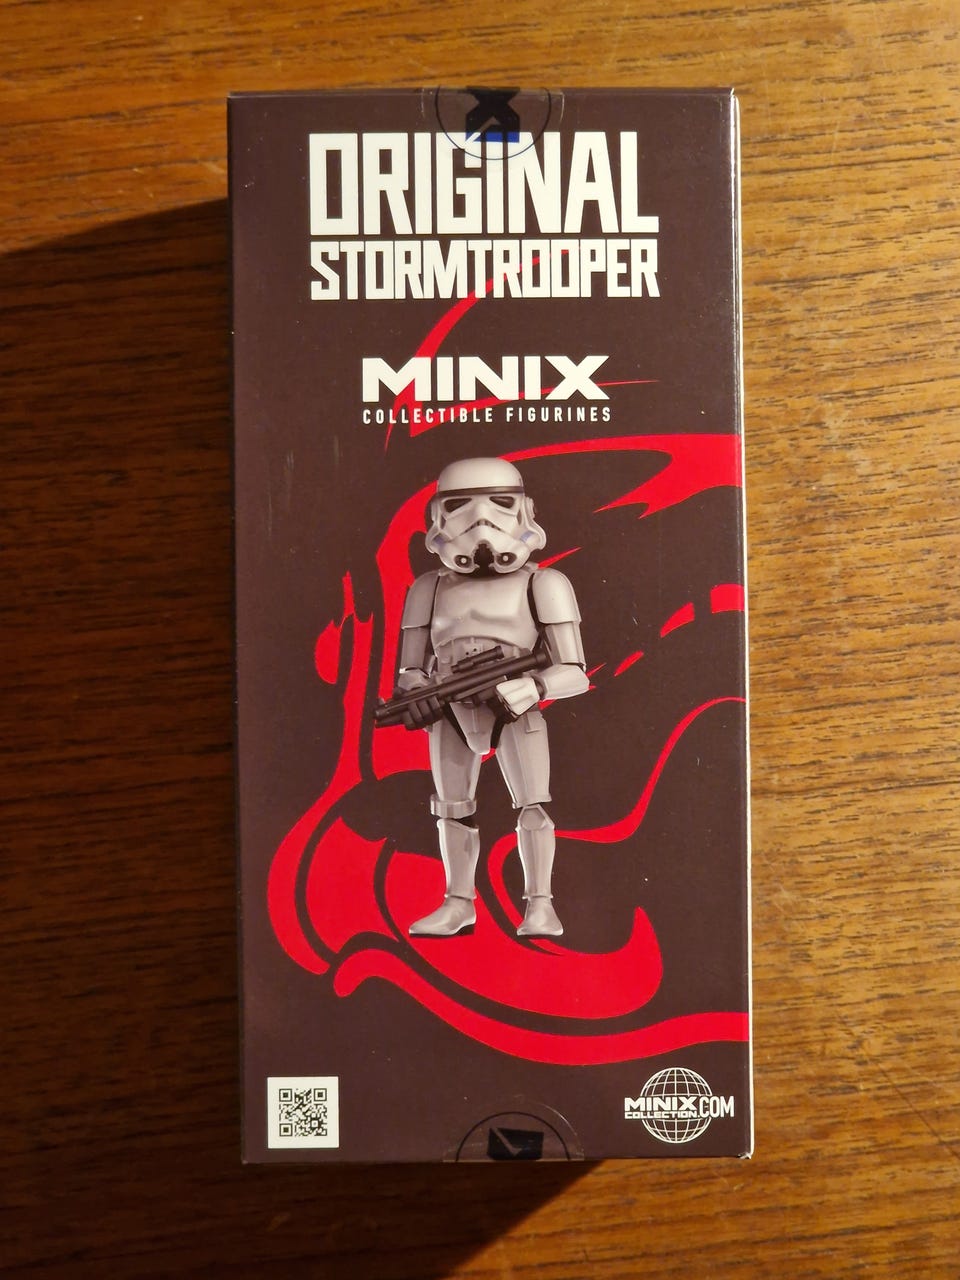 ORIGINAL
STORMTROOPER
MINIX
COLLECTIBLE FIGURINES
MINIX
COLLECTION.COM